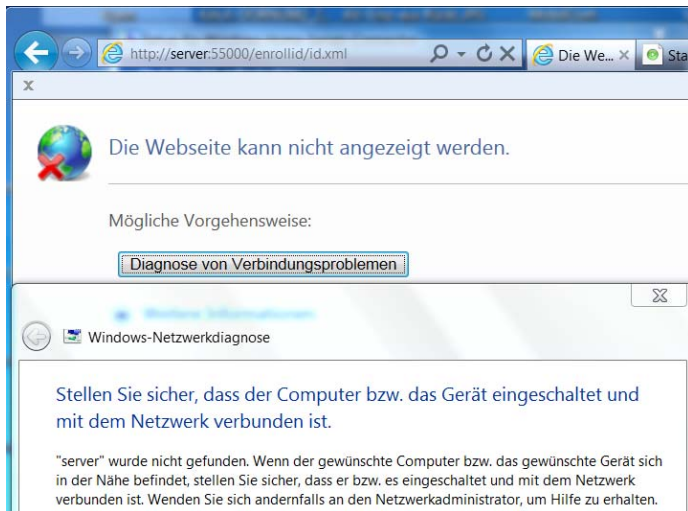 http://server:55000/enrollid/id.xml
Die We...
Sta
x
Die Webseite kann nicht angezeigt werden.
Mögliche Vorgehensweise:
Diagnose von Verbindungsproblemen
Weitere Informationen
Windows-Netzwerkdiagnose
Stellen Sie sicher, dass der Computer bzw. das Gerät eingeschaltet und
mit dem Netzwerk verbunden ist.
"server" wurde nicht gefunden. Wenn der gewünschte Computer bzw. das gewünschte Gerät sich
in der Nähe befindet, stellen Sie sicher, dass er bzw. es eingeschaltet und mit dem Netzwerk
verbunden ist. Wenden Sie sich andernfalls an den Netzwerkadministrator, um Hilfe zu erhalten.